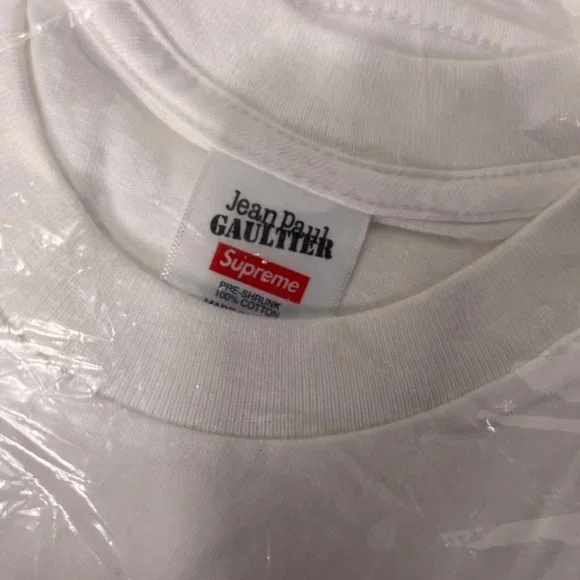 Jean Paul
GAULTIER
Supreme
PRE-SHRUNK
100% COTTON